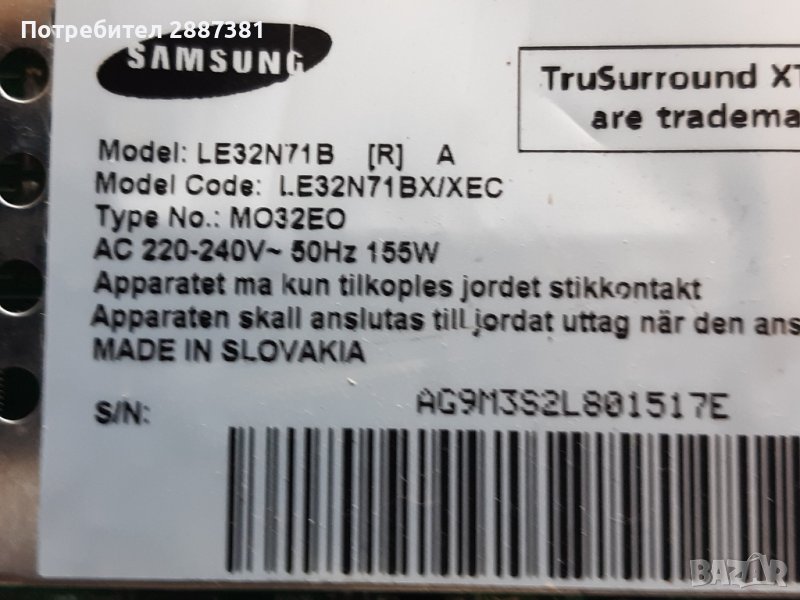 Потребител 2887381
SAMSUNG
TruSurround XT
are tradema
Model: LE32N71B [R] A
Model Code: LE32N71BX/XEC
Type No.: MO32EO
AC 220-240V~ 50Hz 155W
Apparatet ma kun tilkoples jordet stikkontakt
Apparaten skall anslutas till jordat uttag när den ans
MADE IN SLOVAKIA
S/N: AG9M3S2L801517E
BAZAR